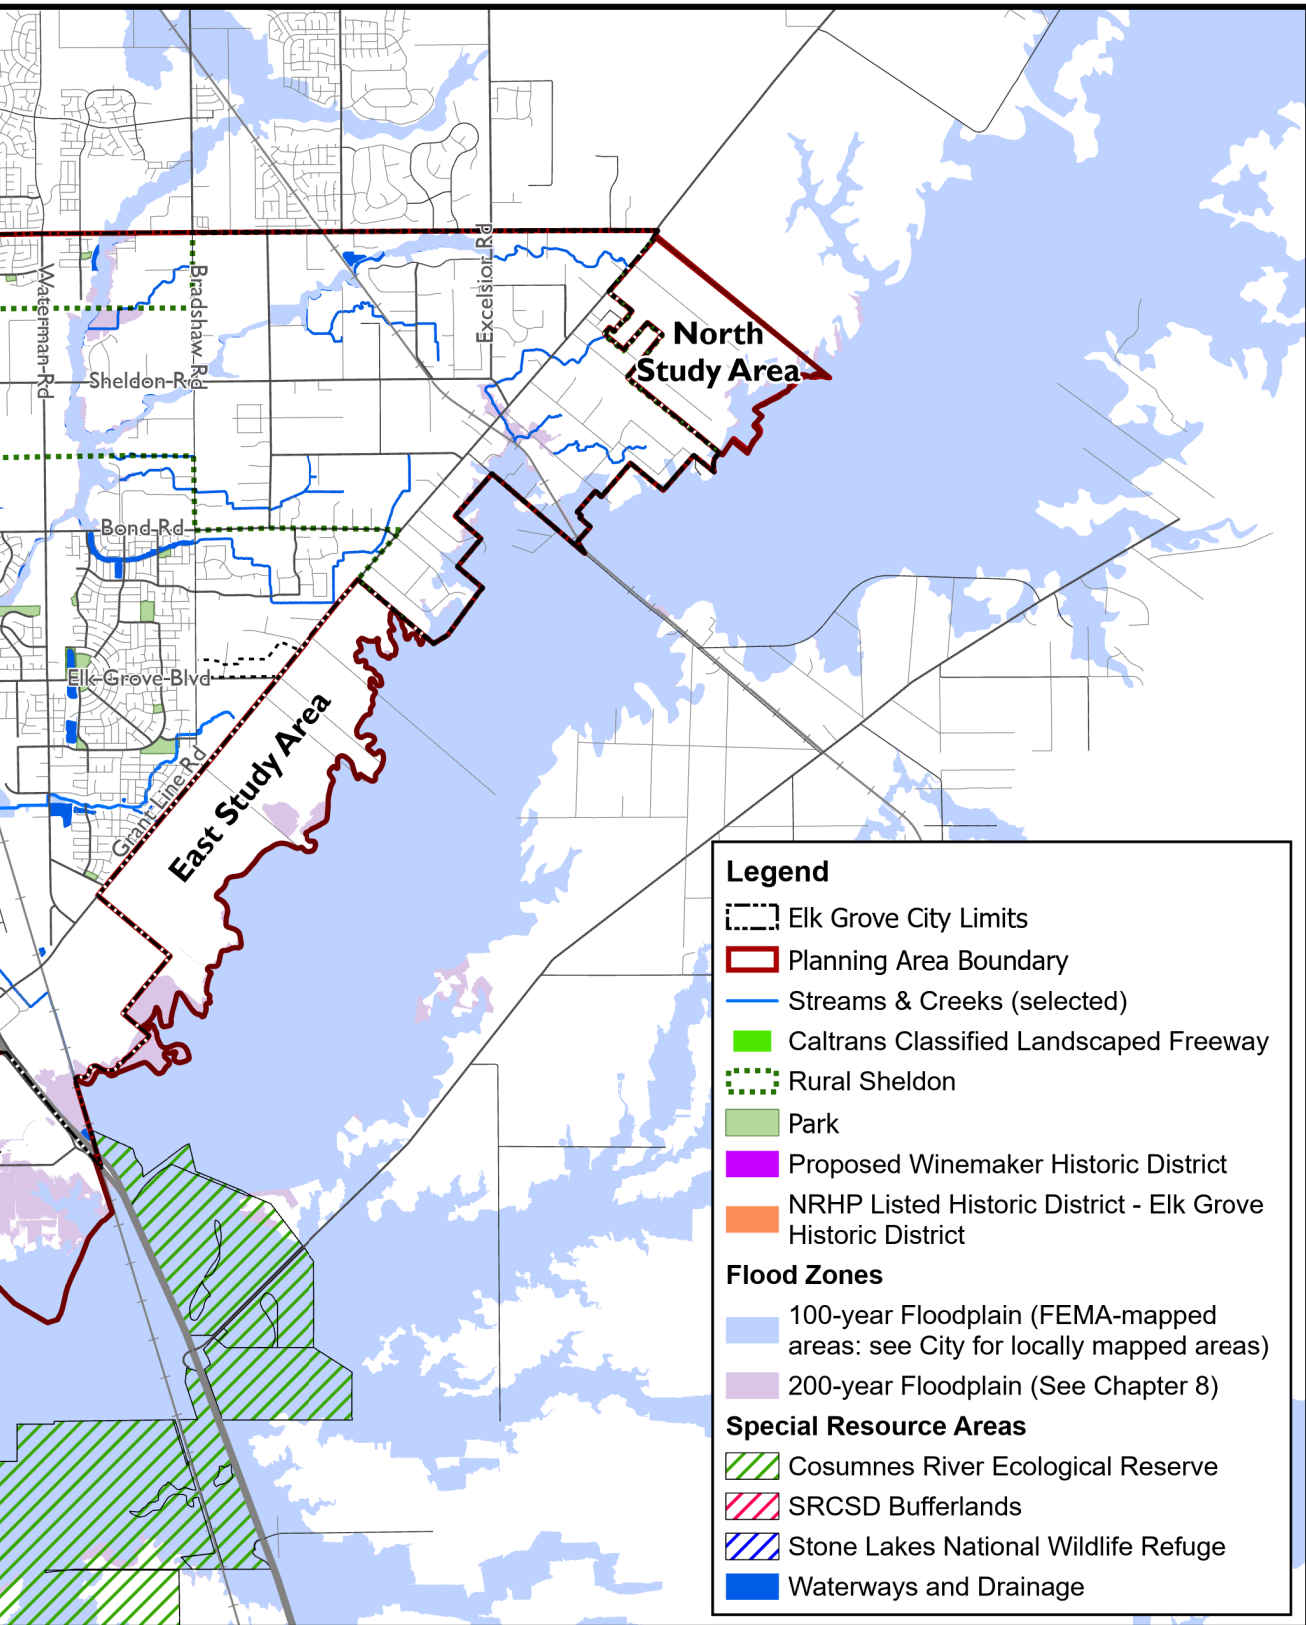 Excelsior Rd
Waterman Rd
Bradshaw Rd
North
Study Area
Sheldon Rd
Bond Rd
Elk Grove Blvd
East Study Area
Grant Line Rd
Legend
Elk Grove City Limits
Planning Area Boundary
Streams & Creeks (selected)
Caltrans Classified Landscaped Freeway
Rural Sheldon
Park
Proposed Winemaker Historic District
NRHP Listed Historic District - Elk Grove
Historic District
Flood Zones
100-year Floodplain (FEMA-mapped
areas: see City for locally mapped areas)
200-year Floodplain (See Chapter 8)
Special Resource Areas
Cosumnes River Ecological Reserve
SRCSD Bufferlands
Stone Lakes National Wildlife Refuge
Waterways and Drainage